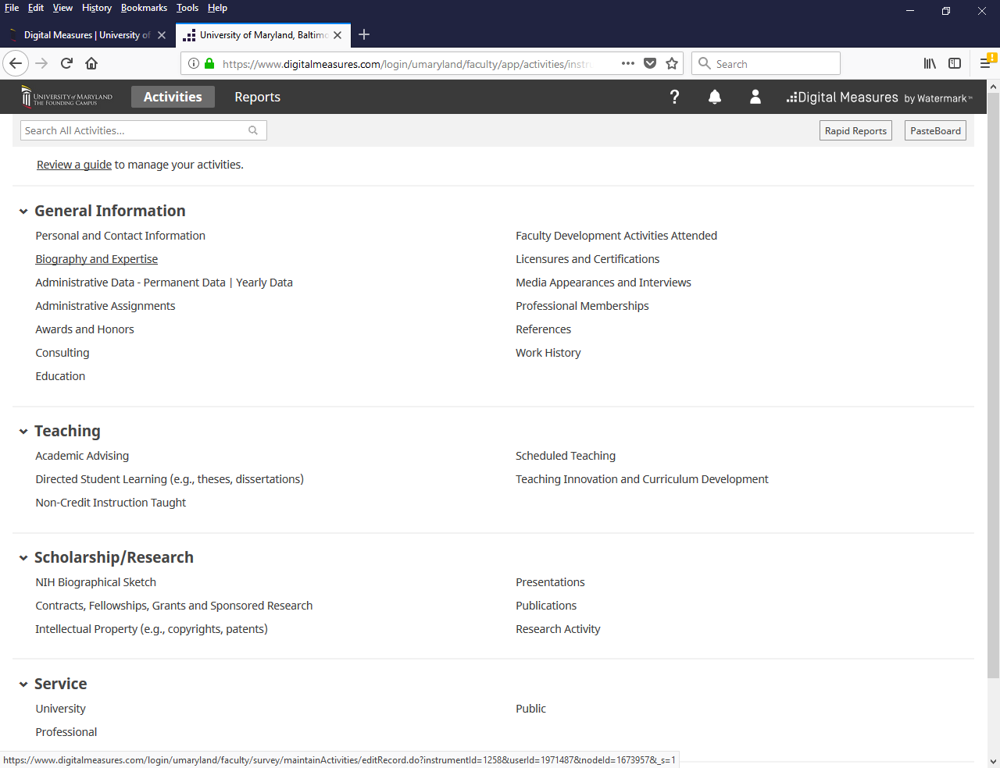 File Edit View History Bookmarks Tools Help
Digital Measures | University of
University of Maryland, Baltimo
https://www.digitalmeasures.com/login/umaryland/faculty/app/activities/instr
Search
UNIVERSITY of MARYLAND
THE FOUNDING CAMPUS
Activities Reports
Digital Measures by Watermark
Search All Activities...
Rapid Reports PasteBoard
Review a guide to manage your activities.
General Information
Personal and Contact Information
Biography and Expertise
Administrative Data - Permanent Data | Yearly Data
Administrative Assignments
Awards and Honors
Consulting
Education
Faculty Development Activities Attended
Licensures and Certifications
Media Appearances and Interviews
Professional Memberships
References
Work History
Teaching
Academic Advising
Directed Student Learning (e.g., theses, dissertations)
Non-Credit Instruction Taught
Scheduled Teaching
Teaching Innovation and Curriculum Development
Scholarship/Research
NIH Biographical Sketch
Contracts, Fellowships, Grants and Sponsored Research
Intellectual Property (e.g., copyrights, patents)
Presentations
Publications
Research Activity
Service
University
Professional
Public
https://www.digitalmeasures.com/login/umaryland/faculty/survey/maintainActivities/editRecord.do?instrumentId=1258&userId=1971487&nodeId=1673957&_s=1